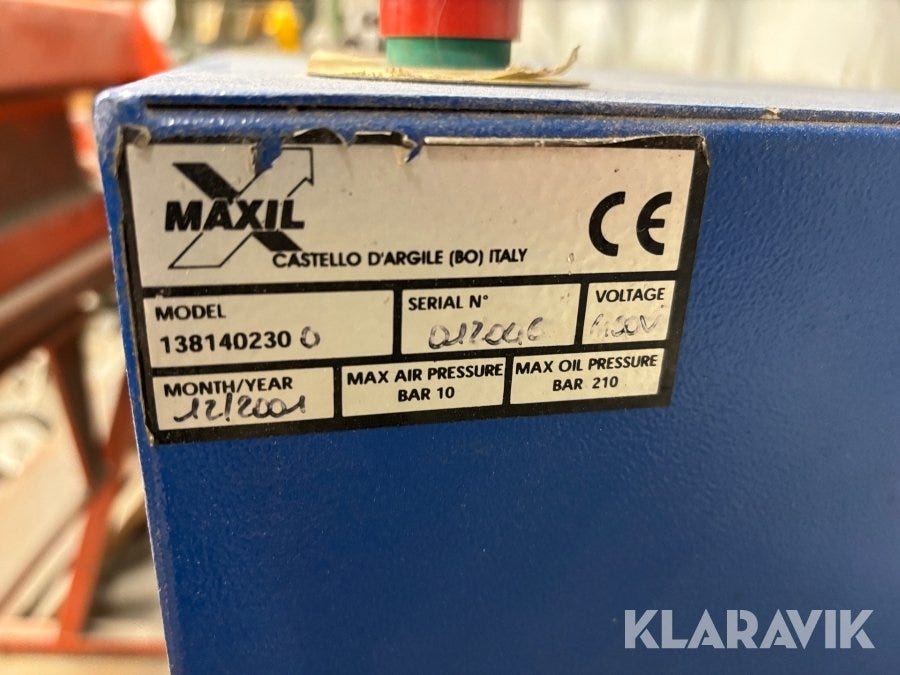 MAXIL
CE
CASTELLO D'ARGILE (BO) ITALY
MODEL
138140230 0
SERIAL N°
012046
VOLTAGE
MONTH/YEAR
12/2001
MAX AIR PRESSURE
BAR 10
MAX OIL PRESSURE
BAR 210
KLARAVIK